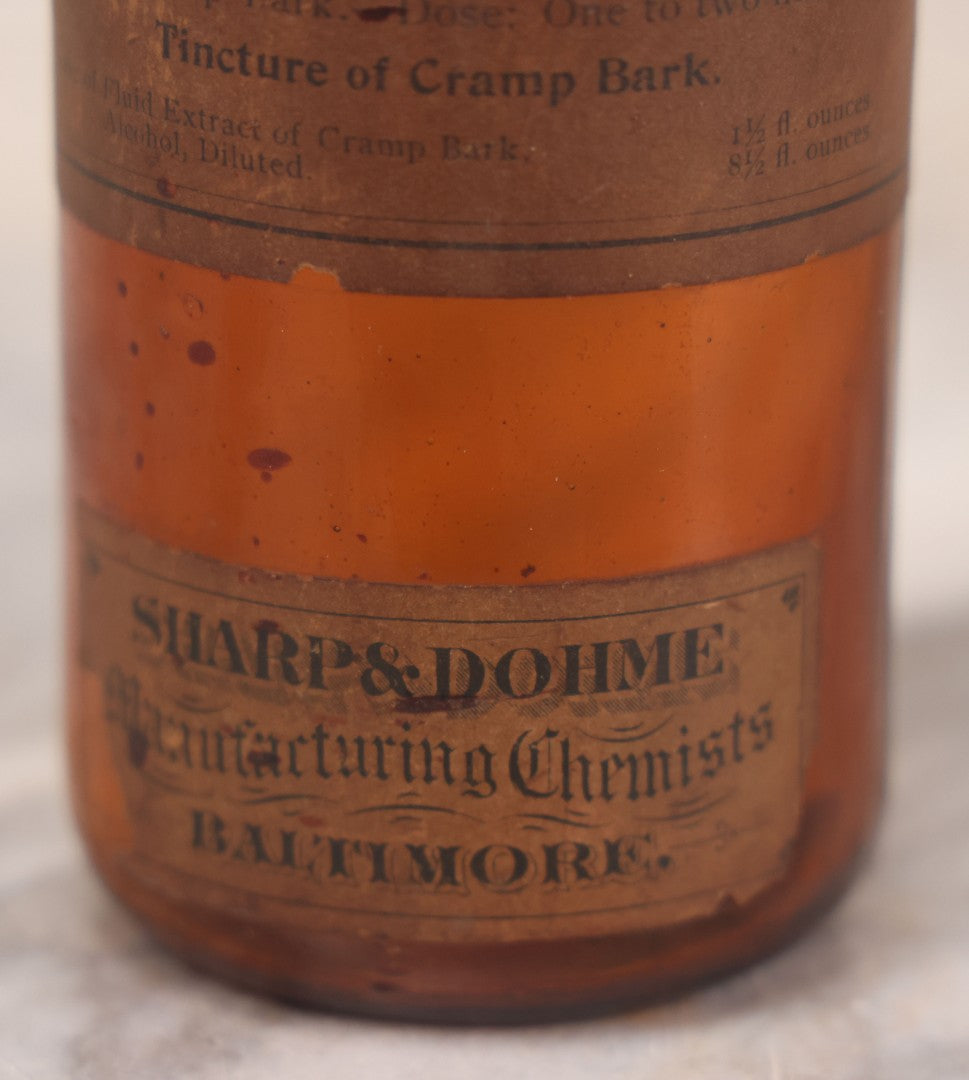 Bark. Dose: One to two
Tincture of Cramp Bark.
Fluid Extract of Cramp Bark, 1½ fl. ounces
Alcohol, Diluted. 8½ fl. ounces
SHARP & DOHME
Manufacturing Chemists
BALTIMORE.